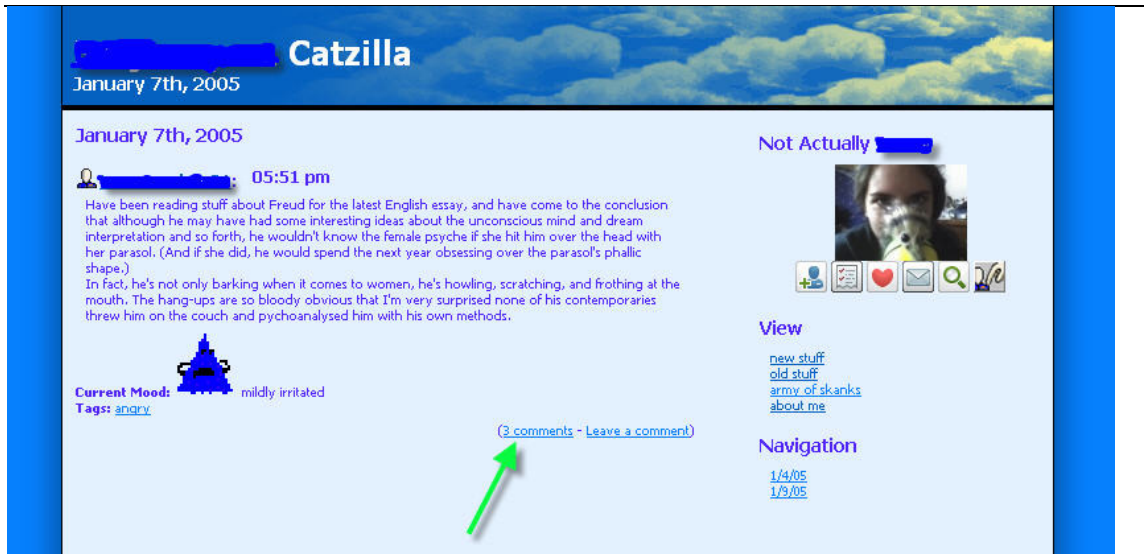 Catzilla
January 7th, 2005
January 7th, 2005
: 05:51 pm
Have been reading stuff about Freud for the latest English essay, and have come to the conclusion
that although he may have had some interesting ideas about the unconscious mind and dream
interpretation and so forth, he wouldn't know the female psyche if she hit him over the head with
her parasol. (And if she did, he would spend the next year obsessing over the parasol's phallic
shape.)
In fact, he's not only barking when it comes to women, he's howling, scratching, and frothing at the
mouth. The hang-ups are so bloody obvious that I'm very surprised none of his contemporaries
threw him on the couch and pychoanalysed him with his own methods.
Current Mood: mildly irritated
Tags: angry
(3 comments - Leave a comment)
Not Actually
View
new stuff
old stuff
army of skanks
about me
Navigation
1/4/05
1/9/05